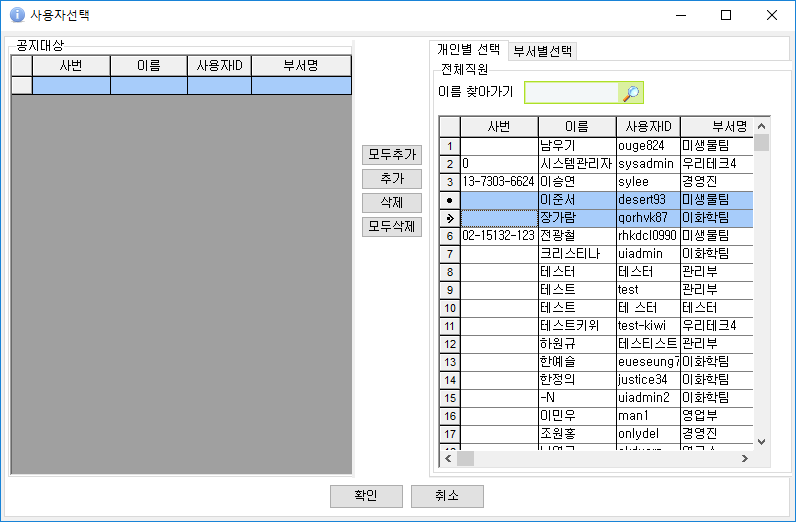 사용자선택
공지대상
사번 이름 사용자ID 부서명
모두추가
추가
삭제
모두삭제
개인별 선택 부서별선택
전체직원
이름 찾아가기
사번 이름 사용자ID 부서명
1 남우기 ouge824 미생물팀
2 0 시스템관리자 sysadmin 우리테크4
3 13-7303-6624 이승연 sylee 경영진
이준서 desert93 미생물팀
장가람 qorhvk87 이화학팀
6 02-15132-123 전광철 rhkdcl0990 미생물팀
7 크리스티나 uiadmin 이화학팀
8 테스터 테스터 관리부
9 테스트 test 관리부
10 테스트 테 스터 테스터
11 테스트키위 test-kiwi 우리테크4
12 하원규 테스티스트 관리부
13 한예슬 eueseung7 이화학팀
14 한정의 justice34 이화학팀
15 -N uiadmin2 이화학팀
16 이민우 man1 영업부
17 조원홍 onlydel 경영진
확인 취소